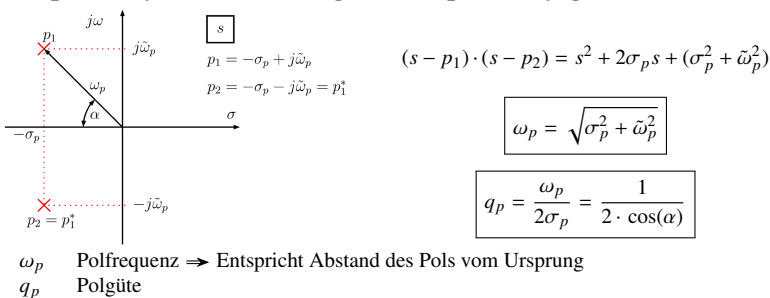 jω
s
p₁
jω̃ₚ
p₁ = −σₚ + jω̃ₚ
p₂ = −σₚ − jω̃ₚ = p₁*
ωₚ
α
σ
−σₚ
−jω̃ₚ
p₂ = p₁*
(s − p₁) · (s − p₂) = s² + 2σₚs + (σₚ² + ω̃ₚ²)
ωₚ = √(σₚ² + ω̃ₚ²)
qₚ = ωₚ / 2σₚ = 1 / (2 · cos(α))
ωₚ Polfrequenz ⇒ Entspricht Abstand des Pols vom Ursprung
qₚ Polgüte